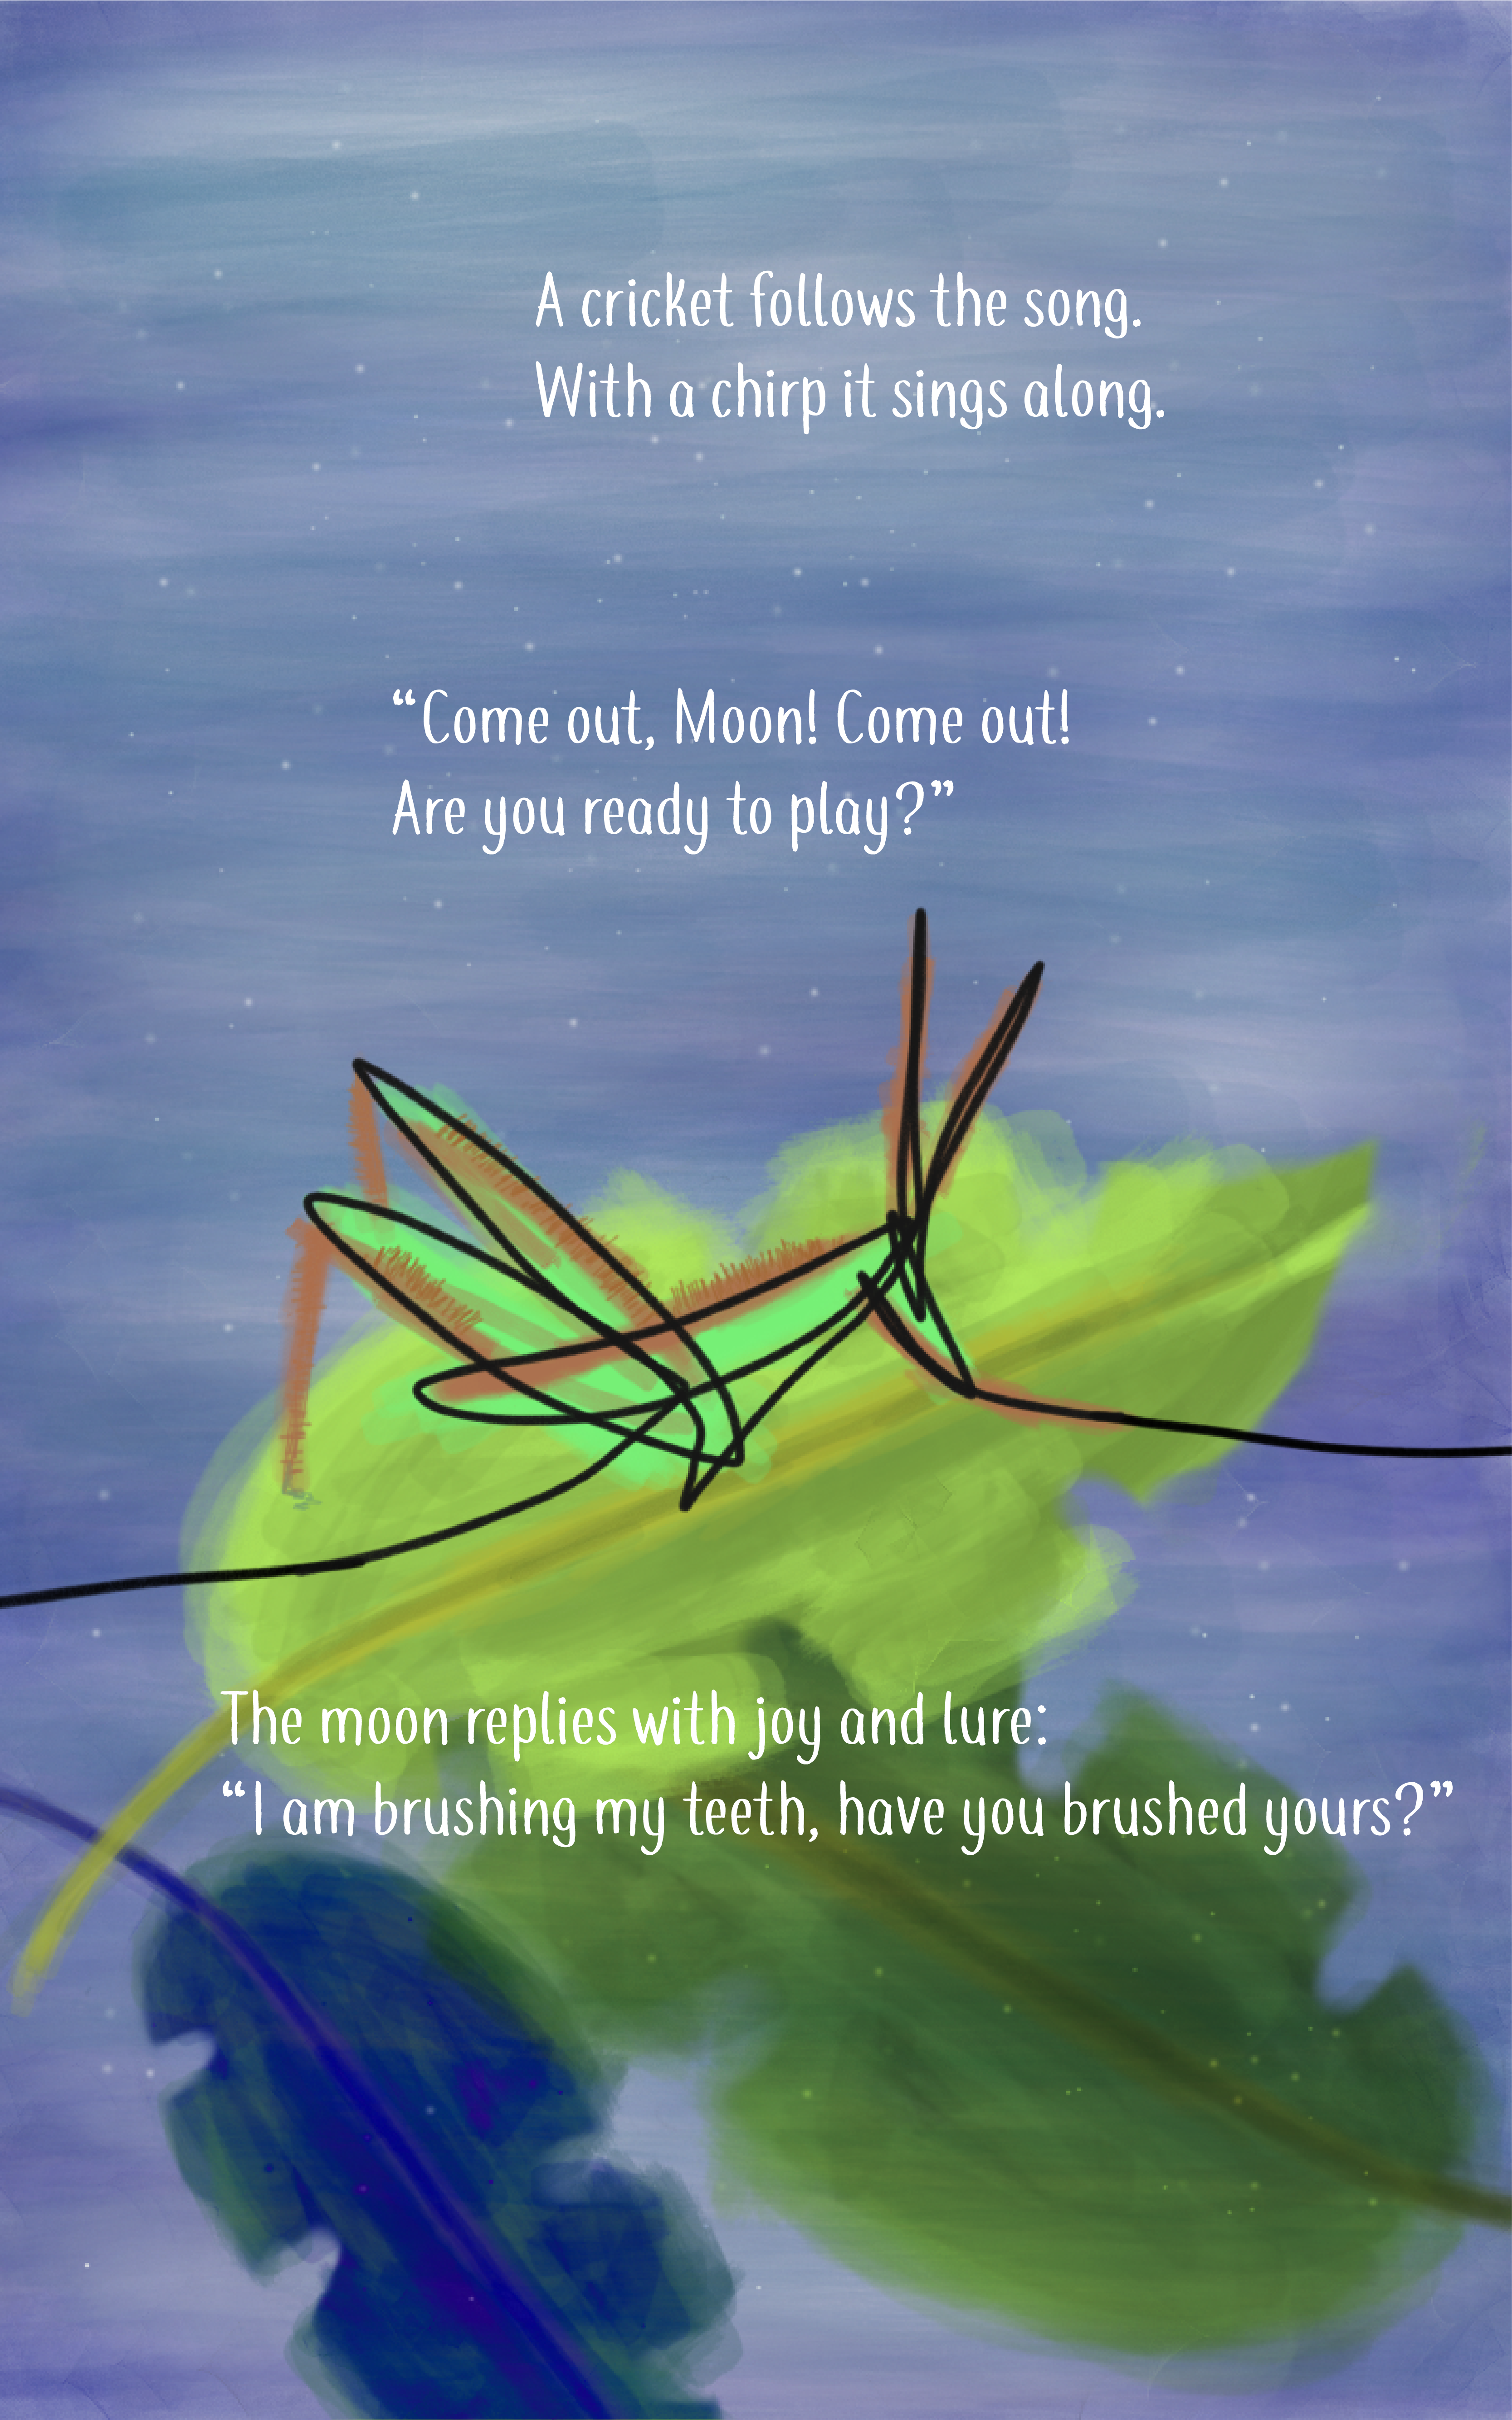 A cricket follows the song.
With a chirp it sings along.
“Come out, Moon! Come out!
Are you ready to play?”
The moon replies with joy and lure:
“I am brushing my teeth, have you brushed yours?”